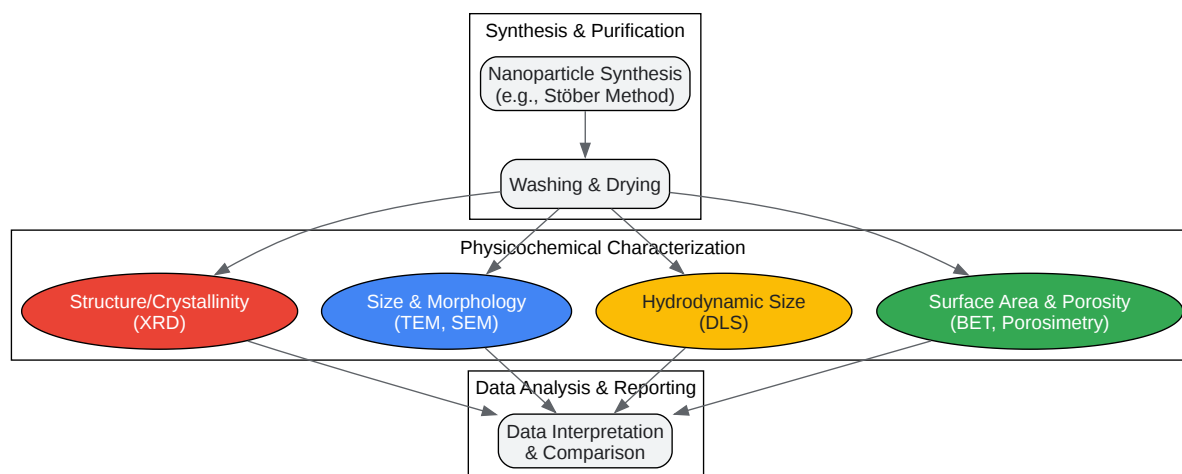 Synthesis & Purification
Nanoparticle Synthesis
(e.g., Stöber Method)
Washing & Drying
Physicochemical Characterization
Structure/Crystallinity
(XRD)
Size & Morphology
(TEM, SEM)
Hydrodynamic Size
(DLS)
Surface Area & Porosity
(BET, Porosimetry)
Data Analysis & Reporting
Data Interpretation
& Comparison